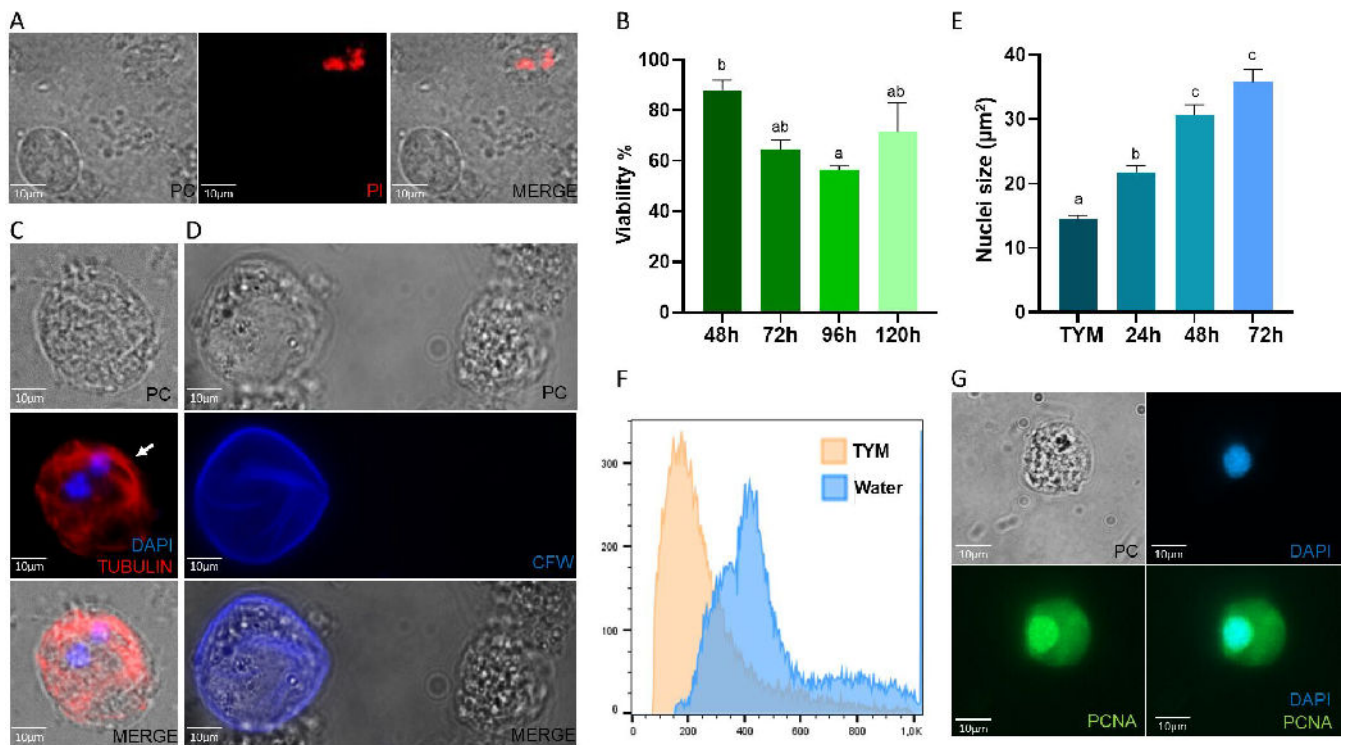 A
10μm
PC
10μm
PI
10μm
MERGE
B
Viability %
100
80
60
40
20
0
b
ab
a
ab
48h
72h
96h
120h
E
Nuclei size (μm²)
40
30
20
10
0
a
b
c
c
TYM
24h
48h
72h
C
10μm
PC
10μm
DAPI
TUBULIN
10μm
MERGE
D
10μm
PC
10μm
CFW
10μm
MERGE
F
300
200
100
0
TYM
Water
0
200
400
600
800
1,0K
G
10μm
PC
10μm
DAPI
10μm
PCNA
10μm
DAPI
PCNA